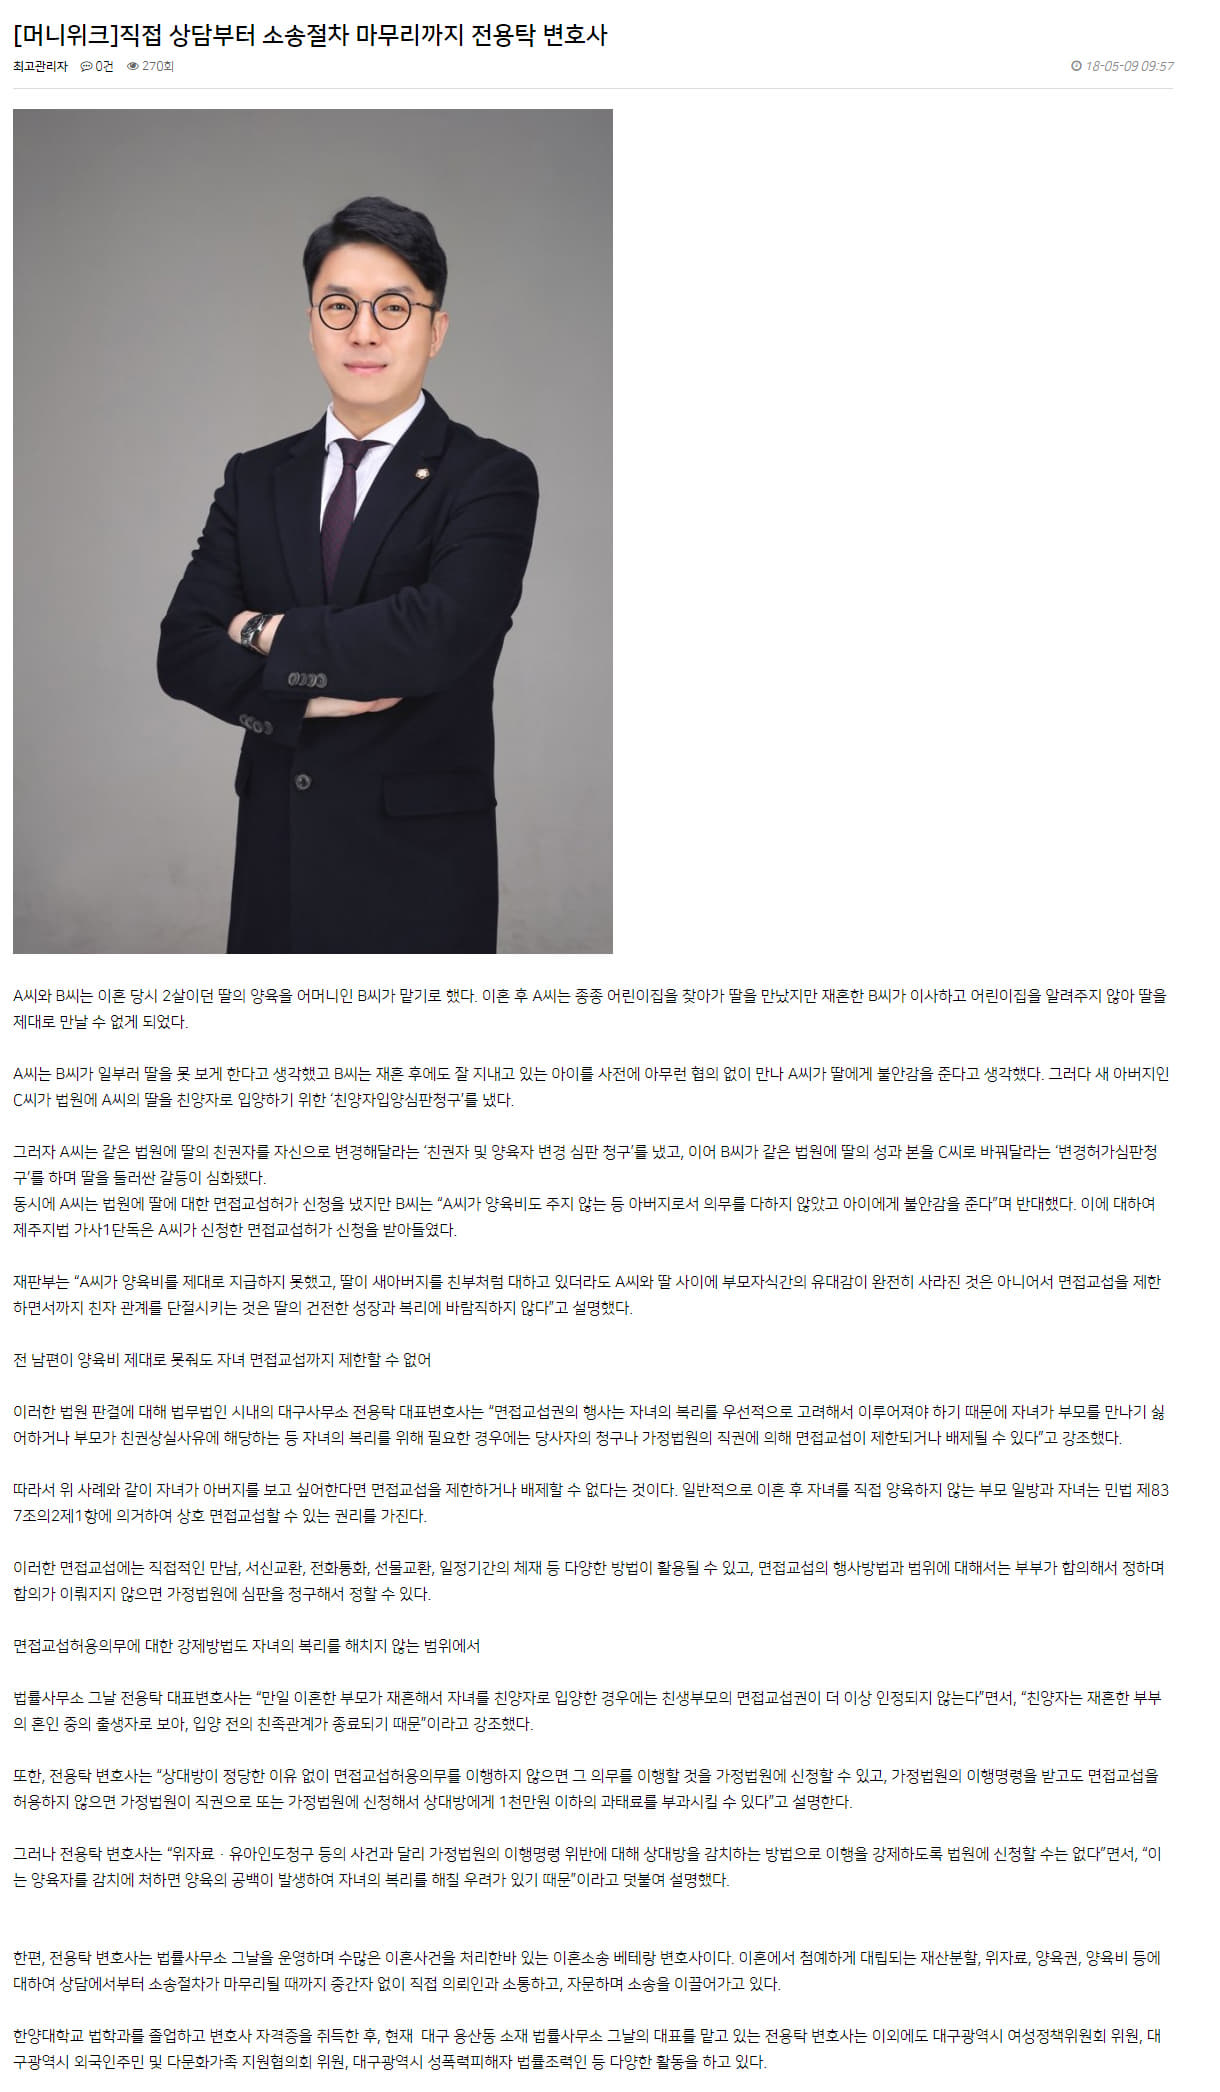 [머니위크]직접 상담부터 소송절차 마무리까지 전용탁 변호사
최고관리자 0건 270회 18-05-09 09:57
A씨와 B씨는 이혼 당시 2살이던 딸의 양육을 어머니인 B씨가 맡기로 했다. 이혼 후 A씨는 종종 어린이집을 찾아가 딸을 만났지만 재혼한 B씨가 이사하고 어린이집을 알려주지 않아 딸을
제대로 만날 수 없게 되었다.
A씨는 B씨가 일부러 딸을 못 보게 한다고 생각했고 B씨는 재혼 후에도 잘 지내고 있는 아이를 사전에 아무런 협의 없이 만나 A씨가 딸에게 불안감을 준다고 생각했다. 그러다 새 아버지인
C씨가 법원에 A씨의 딸을 친양자로 입양하기 위한 ‘친양자입양심판청구’를 냈다.
그러자 A씨는 같은 법원에 딸의 친권자를 자신으로 변경해달라는 ‘친권자 및 양육자 변경 심판 청구’를 냈고, 이어 B씨가 같은 법원에 딸의 성과 본을 C씨로 바꿔달라는 ‘변경허가심판청
구’를 하며 딸을 둘러싼 갈등이 심화됐다.
동시에 A씨는 법원에 딸에 대한 면접교섭허가 신청을 냈지만 B씨는 “A씨가 양육비도 주지 않는 등 아버지로서 의무를 다하지 않았고 아이에게 불안감을 준다”며 반대했다. 이에 대하여
제주지법 가사1단독은 A씨가 신청한 면접교섭허가 신청을 받아들였다.
재판부는 “A씨가 양육비를 제대로 지급하지 못했고, 딸이 새아버지를 친부처럼 대하고 있더라도 A씨와 딸 사이에 부모자식간의 유대감이 완전히 사라진 것은 아니어서 면접교섭을 제한
하면서까지 친자 관계를 단절시키는 것은 딸의 건전한 성장과 복리에 바람직하지 않다”고 설명했다.
전 남편이 양육비 제대로 못줘도 자녀 면접교섭까지 제한할 수 없어
이러한 법원 판결에 대해 법무법인 시내의 대구사무소 전용탁 대표변호사는 “면접교섭권의 행사는 자녀의 복리를 우선적으로 고려해서 이루어져야 하기 때문에 자녀가 부모를 만나기 싫
어하거나 부모가 친권상실사유에 해당하는 등 자녀의 복리를 위해 필요한 경우에는 당사자의 청구나 가정법원의 직권에 의해 면접교섭이 제한되거나 배제될 수 있다”고 강조했다.
따라서 위 사례와 같이 자녀가 아버지를 보고 싶어한다면 면접교섭을 제한하거나 배제할 수 없다는 것이다. 일반적으로 이혼 후 자녀를 직접 양육하지 않는 부모 일방과 자녀는 민법 제83
7조의2제1항에 의거하여 상호 면접교섭할 수 있는 권리를 가진다.
이러한 면접교섭에는 직접적인 만남, 서신교환, 전화통화, 선물교환, 일정기간의 체재 등 다양한 방법이 활용될 수 있고, 면접교섭의 행사방법과 범위에 대해서는 부부가 합의해서 정하며
합의가 이뤄지지 않으면 가정법원에 심판을 청구해서 정할 수 있다.
면접교섭허용의무에 대한 강제방법도 자녀의 복리를 해치지 않는 범위에서
법률사무소 그날 전용탁 대표변호사는 “만일 이혼한 부모가 재혼해서 자녀를 친양자로 입양한 경우에는 친생부모의 면접교섭권이 더 이상 인정되지 않는다”면서, “친양자는 재혼한 부부
의 혼인 중의 출생자로 보아, 입양 전의 친족관계가 종료되기 때문”이라고 강조했다.
또한, 전용탁 변호사는 “상대방이 정당한 이유 없이 면접교섭허용의무를 이행하지 않으면 그 의무를 이행할 것을 가정법원에 신청할 수 있고, 가정법원의 이행명령을 받고도 면접교섭을
허용하지 않으면 가정법원이 직권으로 또는 가정법원에 신청해서 상대방에게 1천만원 이하의 과태료를 부과시킬 수 있다”고 설명한다.
그러나 전용탁 변호사는 “위자료 · 유아인도청구 등의 사건과 달리 가정법원의 이행명령 위반에 대해 상대방을 감치하는 방법으로 이행을 강제하도록 법원에 신청할 수는 없다”면서, “이
는 양육자를 감치에 처하면 양육의 공백이 발생하여 자녀의 복리를 해칠 우려가 있기 때문”이라고 덧붙여 설명했다.
한편, 전용탁 변호사는 법률사무소 그날을 운영하며 수많은 이혼사건을 처리한바 있는 이혼소송 베테랑 변호사이다. 이혼에서 첨예하게 대립되는 재산분할, 위자료, 양육권, 양육비 등에
대하여 상담에서부터 소송절차가 마무리될 때까지 중간자 없이 직접 의뢰인과 소통하고, 자문하며 소송을 이끌어가고 있다.
한양대학교 법학과를 졸업하고 변호사 자격증을 취득한 후, 현재 대구 용산동 소재 법률사무소 그날의 대표를 맡고 있는 전용탁 변호사는 이외에도 대구광역시 여성정책위원회 위원, 대
구광역시 외국인주민 및 다문화가족 지원협의회 위원, 대구광역시 성폭력피해자 법률조력인 등 다양한 활동을 하고 있다.